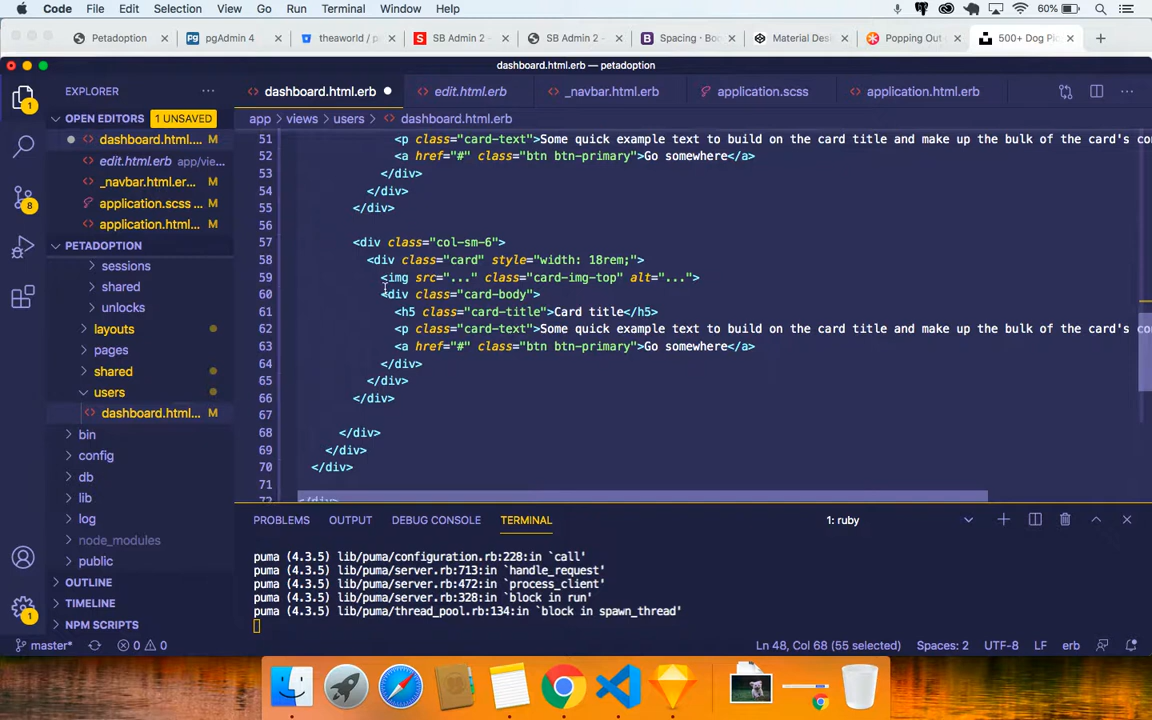 Code File Edit Selection View Go Run Terminal Window Help 60%
Petadoption pgAdmin 4 theaworld / p SB Admin 2 - SB Admin 2 - Spacing · Boo Material Desi Popping Out 500+ Dog Pic
dashboard.html.erb — petadoption
EXPLORER
dashboard.html.erb edit.html.erb _navbar.html.erb application.scss application.html.erb
OPEN EDITORS 1 UNSAVED
app > views > users > dashboard.html.erb
dashboard.html.... M
edit.html.erb app/vie...
_navbar.html.er... M
application.scss ... M
application.html... M
PETADOPTION
sessions
shared
unlocks
layouts
pages
shared
users
dashboard.html... M
bin
config
db
lib
log
node_modules
public
OUTLINE
TIMELINE
NPM SCRIPTS
51 <p class="card-text">Some quick example text to build on the card title and make up the bulk of the card's co
52 <a href="#" class="btn btn-primary">Go somewhere</a>
53 </div>
54 </div>
55 </div>
56
57 <div class="col-sm-6">
58 <div class="card" style="width: 18rem;">
59 <img src="..." class="card-img-top" alt="...">
60 <div class="card-body">
61 <h5 class="card-title">Card title</h5>
62 <p class="card-text">Some quick example text to build on the card title and make up the bulk of the card's co
63 <a href="#" class="btn btn-primary">Go somewhere</a>
64 </div>
65 </div>
66 </div>
67
68 </div>
69 </div>
70 </div>
71
72 </div>
PROBLEMS OUTPUT DEBUG CONSOLE TERMINAL 1: ruby
puma (4.3.5) lib/puma/configuration.rb:228:in `call'
puma (4.3.5) lib/puma/server.rb:713:in `handle_request'
puma (4.3.5) lib/puma/server.rb:472:in `process_client'
puma (4.3.5) lib/puma/server.rb:328:in `block in run'
puma (4.3.5) lib/puma/thread_pool.rb:134:in `block in spawn_thread'
1
8
1
1
master* 0 0 Ln 48, Col 68 (55 selected) Spaces: 2 UTF-8 LF erb